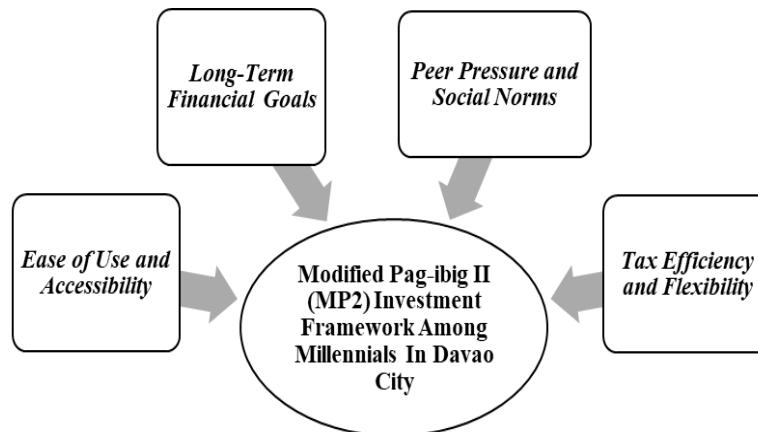 Long-Term
Financial Goals
Peer Pressure and
Social Norms
Ease of Use and
Accessibility
Modified Pag-ibig II
(MP2) Investment
Framework Among
Millennials In Davao
City
Tax Efficiency
and Flexibility